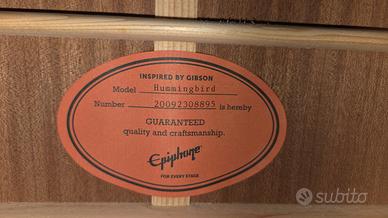 INSPIRED BY GIBSON
Model Hummingbird
Number 20092308895 is hereby
GUARANTEED
quality and craftsmanship.
Epiphone
FOR EVERY STAGE
subito